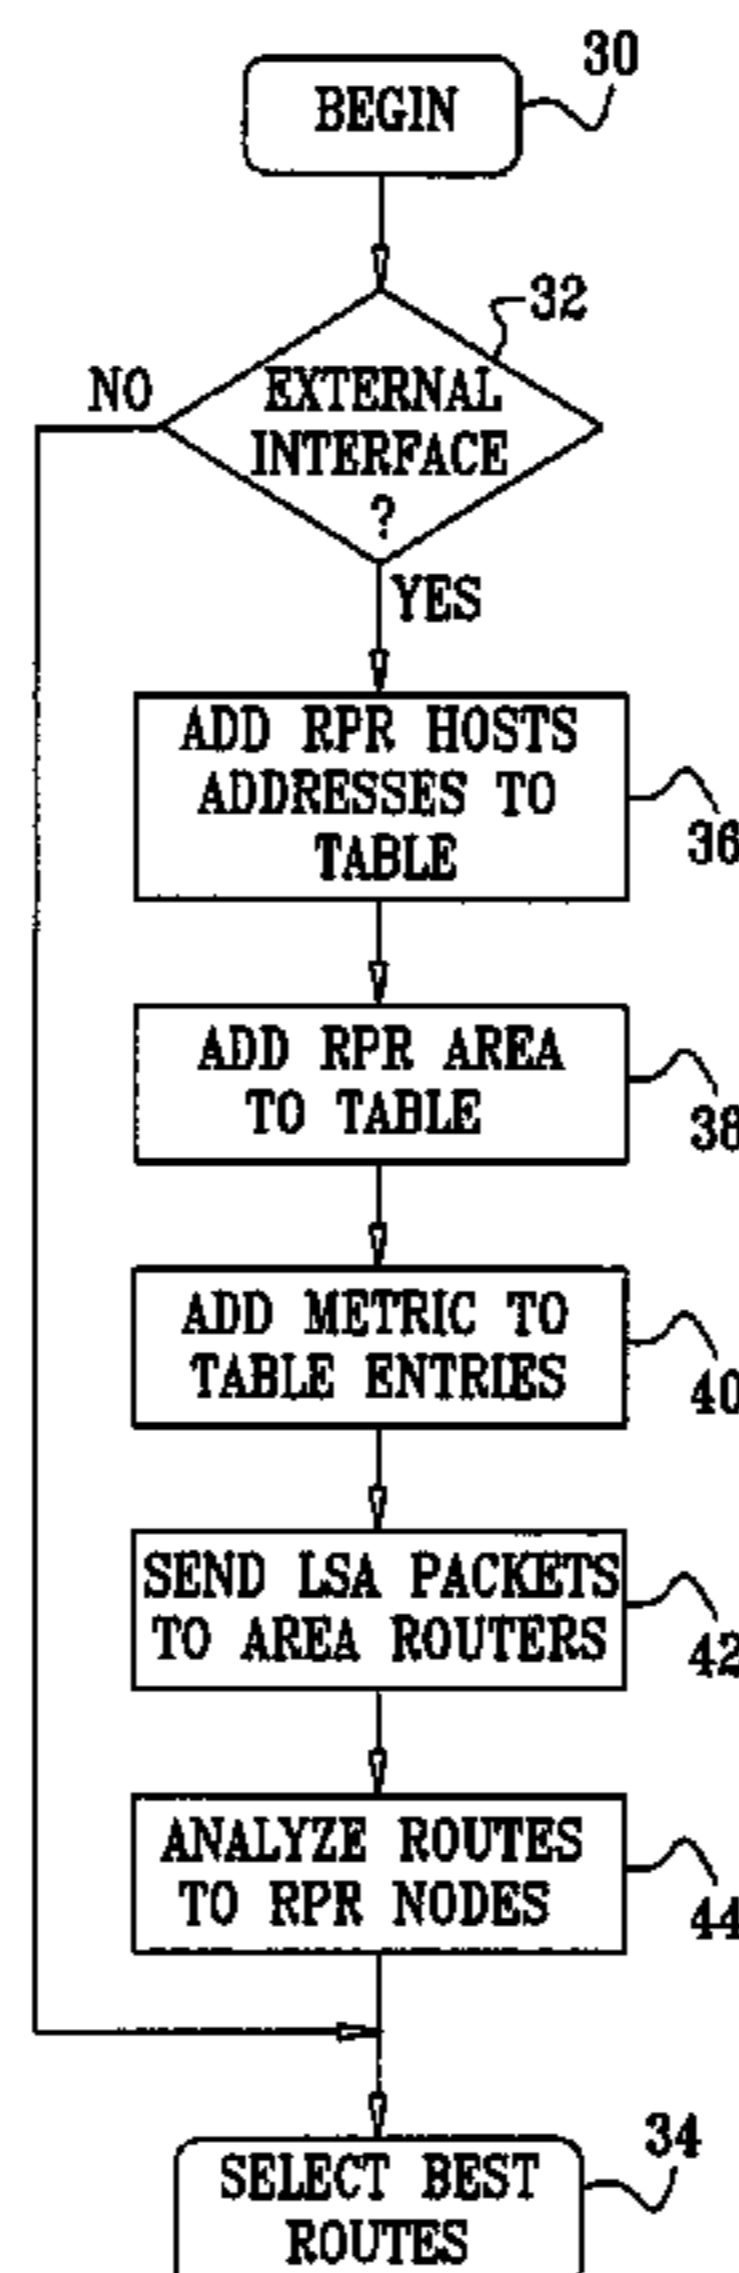 30
BEGIN
32
NO
EXTERNAL
INTERFACE
?
YES
ADD RPR HOSTS
ADDRESSES TO
TABLE
36
ADD RPR AREA
TO TABLE
38
ADD METRIC TO
TABLE ENTRIES
40
SEND LSA PACKETS
TO AREA ROUTERS
42
ANALYZE ROUTES
TO RPR NODES
44
34
SELECT BEST
ROUTES